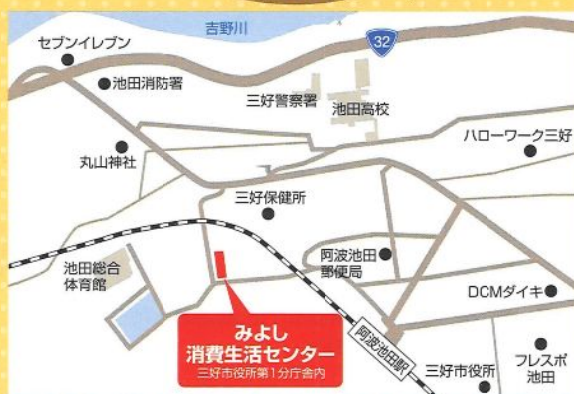 吉野川
32
セブンイレブン
池田消防署
三好警察署
池田高校
ハローワーク三好
丸山神社
三好保健所
池田総合
体育館
阿波池田
郵便局
DCMダイキ
みよし
消費生活センター
三好市役所第1分庁舎内
阿波池田駅
三好市役所
フレスポ
池田